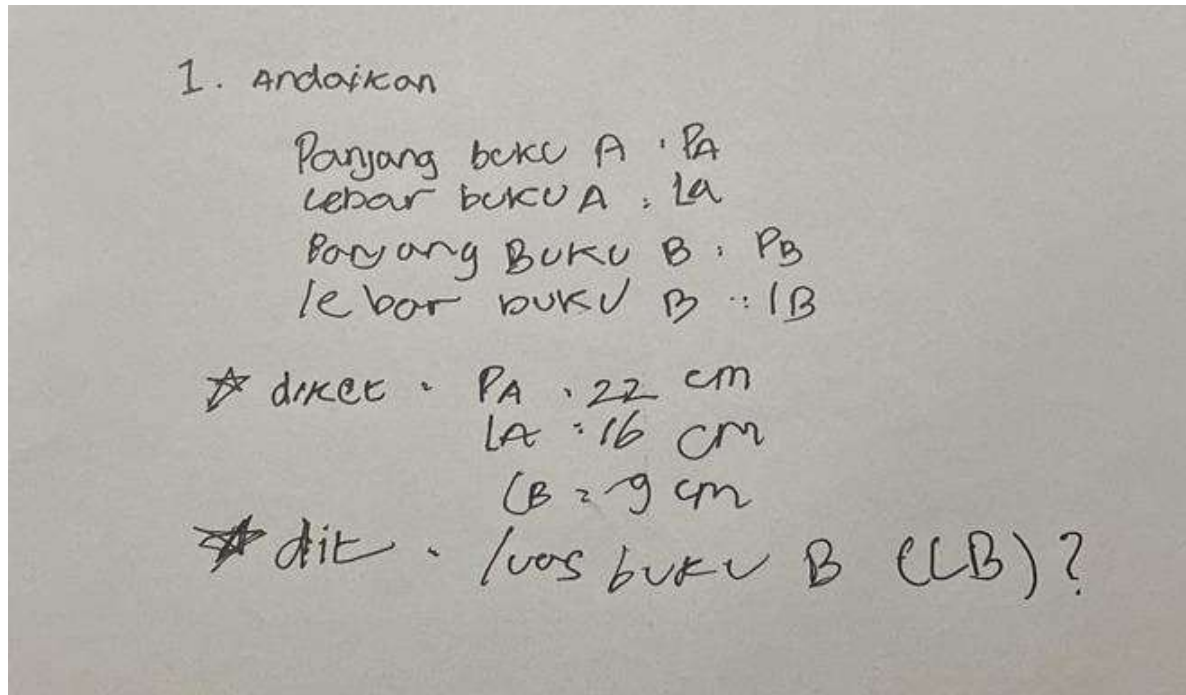 1. Andaikan
Panjang buku A : PA
Lebar buku A : La
Panjang Buku B : PB
lebar buku B : lB
☆ diket : PA : 22 cm
LA : 16 cm
LB = 9 cm
☆ dit : luas buku B (LB) ?